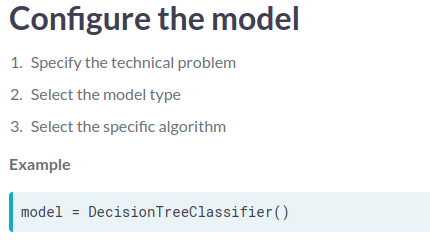 Configure the model
1. Specify the technical problem
2. Select the model type
3. Select the specific algorithm
Example
model = DecisionTreeClassifier()